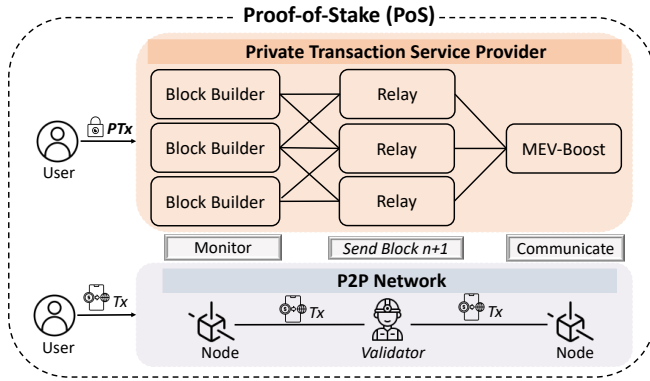 Proof-of-Stake (PoS)
Private Transaction Service Provider
Block Builder
Relay
PTx
User
Block Builder
Relay
MEV-Boost
Block Builder
Relay
Monitor
Send Block n+1
Communicate
P2P Network
Tx
User
Tx
Tx
Node
Validator
Node